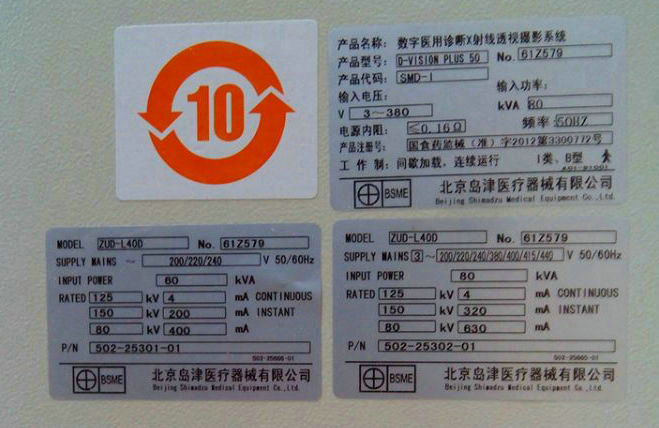 10
产品名称: 数字医用诊断X射线透视摄影系统
产品型号: D-VISION PLUS 50 No. 61Z579
产品代码: SMD-I
输入电压: 输入功率:
V 3～380 kVA 80
电源内阻: ≤0.16Ω 频率 50HZ
产品注册号: 国食药监械(准)字2012第3300772号
工作制: 间歇加载, 连续运行 I类、B型
BSME 北京岛津医疗器械有限公司
Beijing Shimadzu Medical Equipment Co.,Ltd.
MODEL ZUD-L40D No. 61Z579
SUPPLY MAINS ～ 200/220/240 V 50/60Hz
INPUT POWER 60 kVA
RATED 125 kV 4 mA CONTINUOUS
150 kV 200 mA INSTANT
80 kV 400 mA
P/N 502-25301-01
502-25665-01
BSME 北京岛津医疗器械有限公司
Beijing Shimadzu Medical Equipment Co.,Ltd.
MODEL ZUD-L40D No. 61Z579
SUPPLY MAINS 3～ 200/220/240/380/400/415/440 V 50/60Hz
INPUT POWER 80 kVA
RATED 125 kV 4 mA CONTINUOUS
150 kV 320 mA INSTANT
80 kV 630 mA
P/N 502-25302-01
502-25665-01
BSME 北京岛津医疗器械有限公司
Beijing Shimadzu Medical Equipment Co.,Ltd.